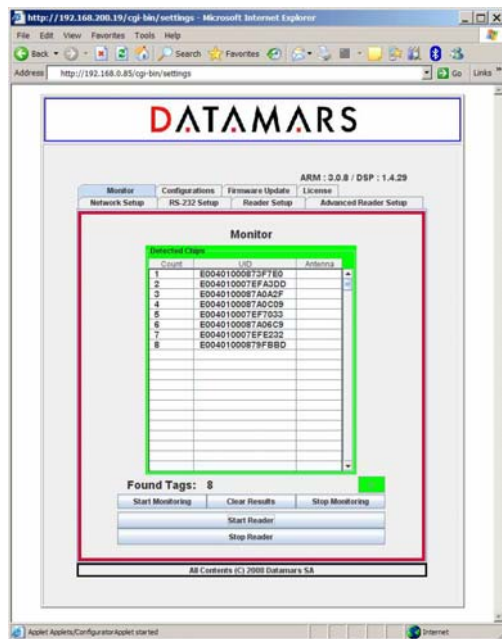 http://192.168.200.19/cgi-bin/settings - Microsoft Internet Explorer
File Edit View Favorites Tools Help
Back Search Favorites
Address http://192.168.0.85/cgi-bin/settings Go Links
DATAMARS
ARM : 3.0.8 / DSP : 1.4.29
Monitor Configurations Firmware Update License
Network Setup RS-232 Setup Reader Setup Advanced Reader Setup
Monitor
Detected Chips
Count UID Antenna
1 E00401000873F7E0
2 E004010007EFA3DD
3 E0040100087A0A2F
4 E0040100087A0C09
5 E004010007EF7033
6 E0040100087A06C9
7 E004010007EFE232
8 E00401000879FBBD
Found Tags: 8
Start Monitoring Clear Results Stop Monitoring
Start Reader
Stop Reader
All Contents (C) 2008 Datamars SA
Applet Applets/ConfiguratorApplet started Internet